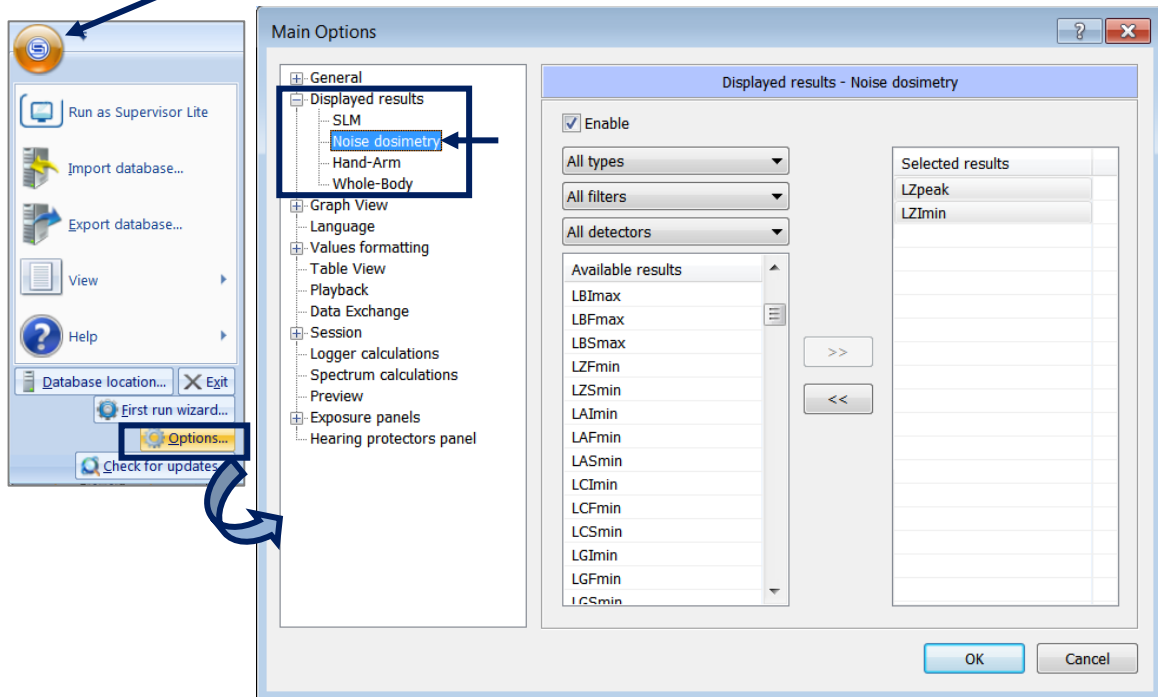 Run as Supervisor Lite
Import database...
Export database...
View
Help
Database location...
Exit
First run wizard...
Options...
Check for updates...
Main Options
General
Displayed results
SLM
Noise dosimetry
Hand-Arm
Whole-Body
Graph View
Language
Values formatting
Table View
Playback
Data Exchange
Session
Logger calculations
Spectrum calculations
Preview
Exposure panels
Hearing protectors panel
Displayed results - Noise dosimetry
Enable
All types
All filters
All detectors
Available results
LBImax
LBFmax
LBSmax
LZFmin
LZSmin
LAImin
LAFmin
LASmin
LCImin
LCFmin
LCSmin
LGImin
LGFmin
LGSmin
>>
<<
Selected results
LZpeak
LZImin
OK
Cancel